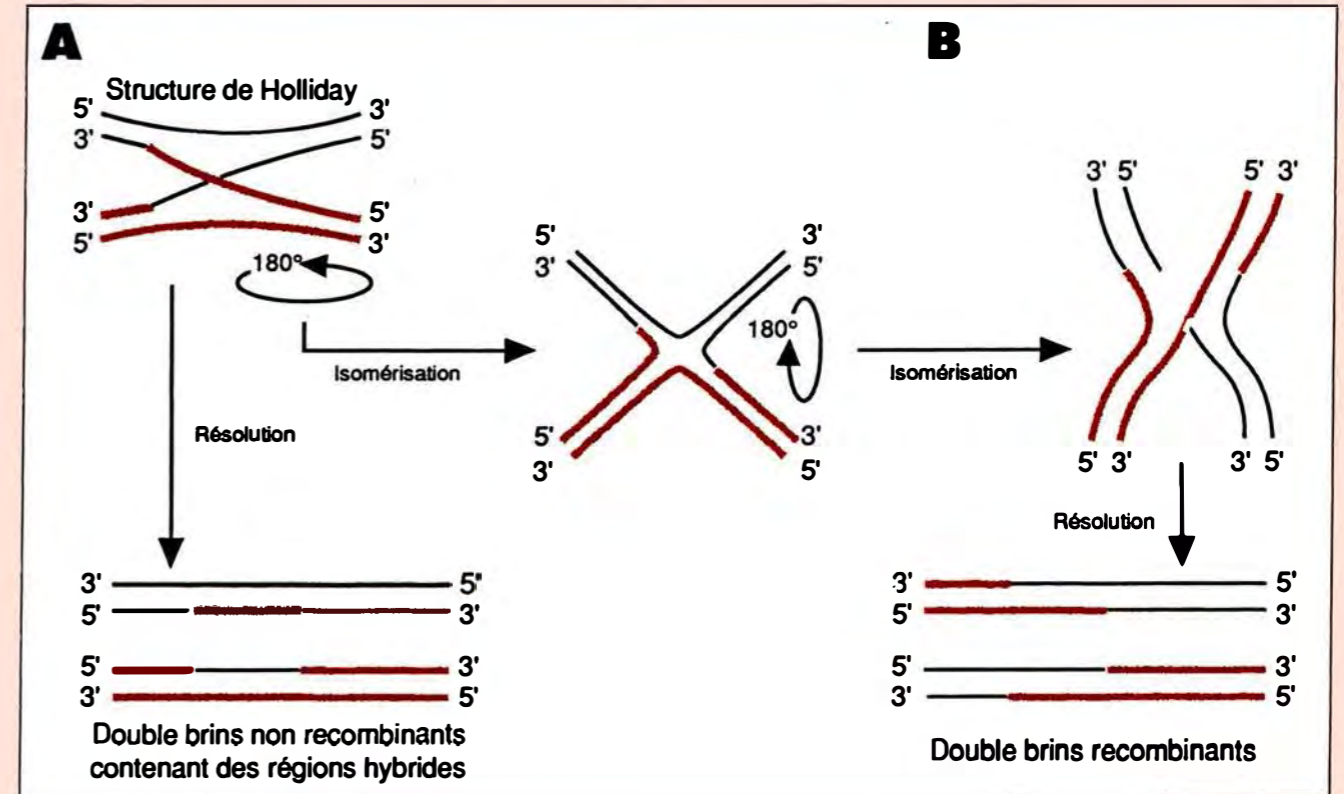 A
B
Structure de Holliday
5' 3'
3' 5'
3' 5'
5' 3'
180°
Isomérisation
Résolution
5' 3'
3' 5'
180°
5' 3'
3' 5'
Isomérisation
3' 5' 5' 3'
5' 3' 3' 5'
Résolution
3' 5'
5' 3'
5' 3'
3' 5'
Double brins non recombinants
contenant des régions hybrides
3' 5'
5' 3'
5' 3'
3' 5'
Double brins recombinants